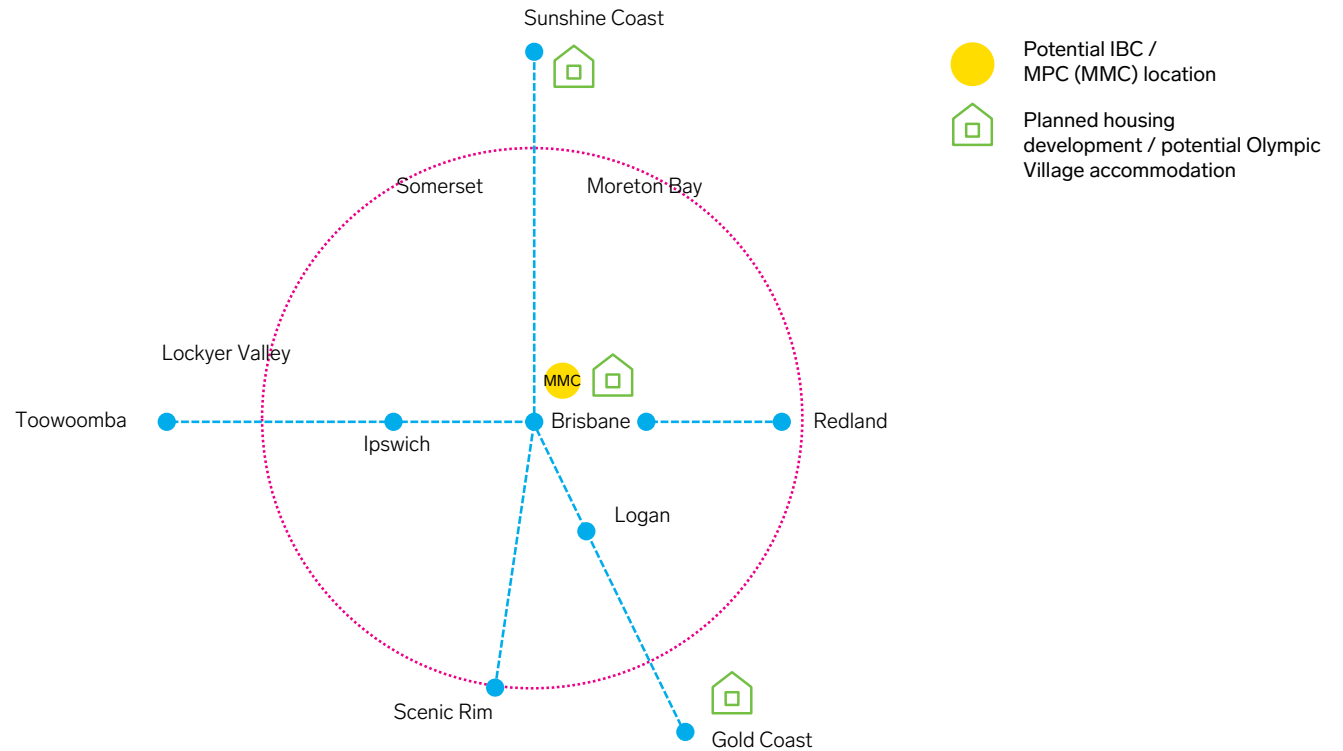 Sunshine Coast
Potential IBC /
MPC (MMC) location
Planned housing
development / potential Olympic
Village accommodation
Somerset
Moreton Bay
Lockyer Valley
MMC
Toowoomba
Brisbane
Redland
Ipswich
Logan
Scenic Rim
Gold Coast